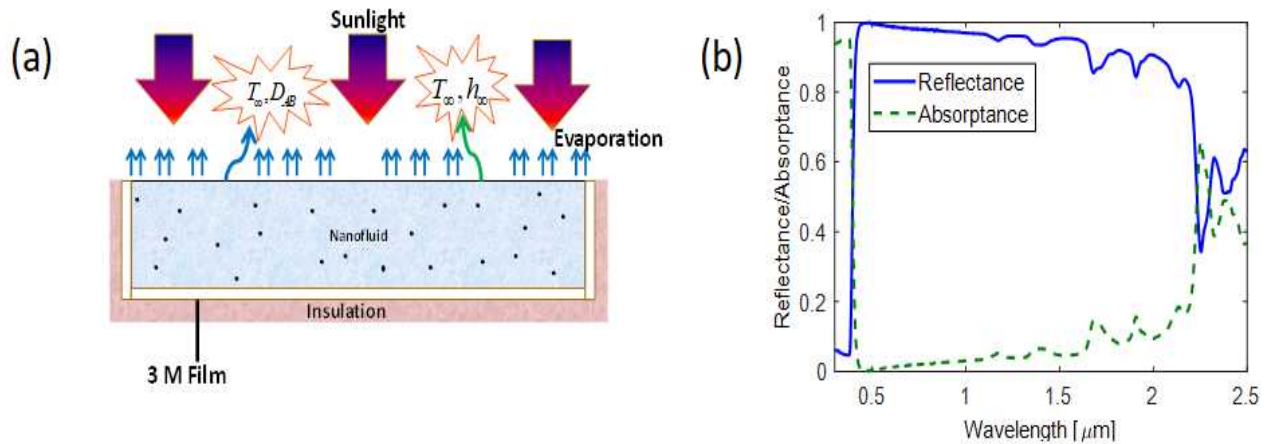 (a)
Sunlight
T∞, D_AB
T∞, h∞
Evaporation
Nanofluid
Insulation
3 M Film
(b)
Reflectance/Absorptance
1
0.8
0.6
0.4
0.2
0
Reflectance
Absorptance
0.5
1
1.5
2
2.5
Wavelength [ μm]